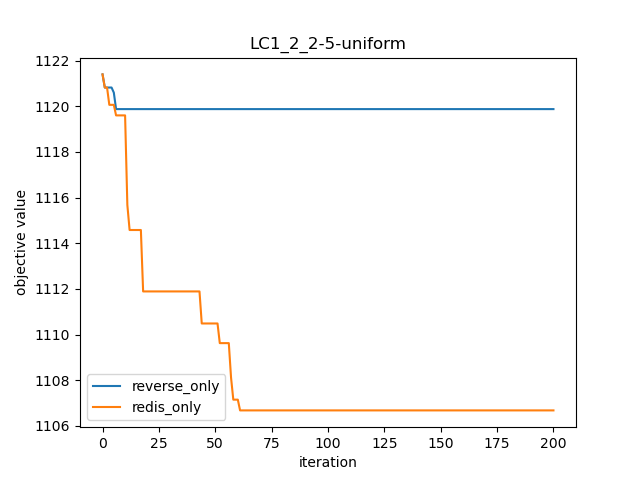 LC1_2_2-5-uniform
objective value
1122
1120
1118
1116
1114
1112
1110
1108
1106
reverse_only
redis_only
0 25 50 75 100 125 150 175 200
iteration